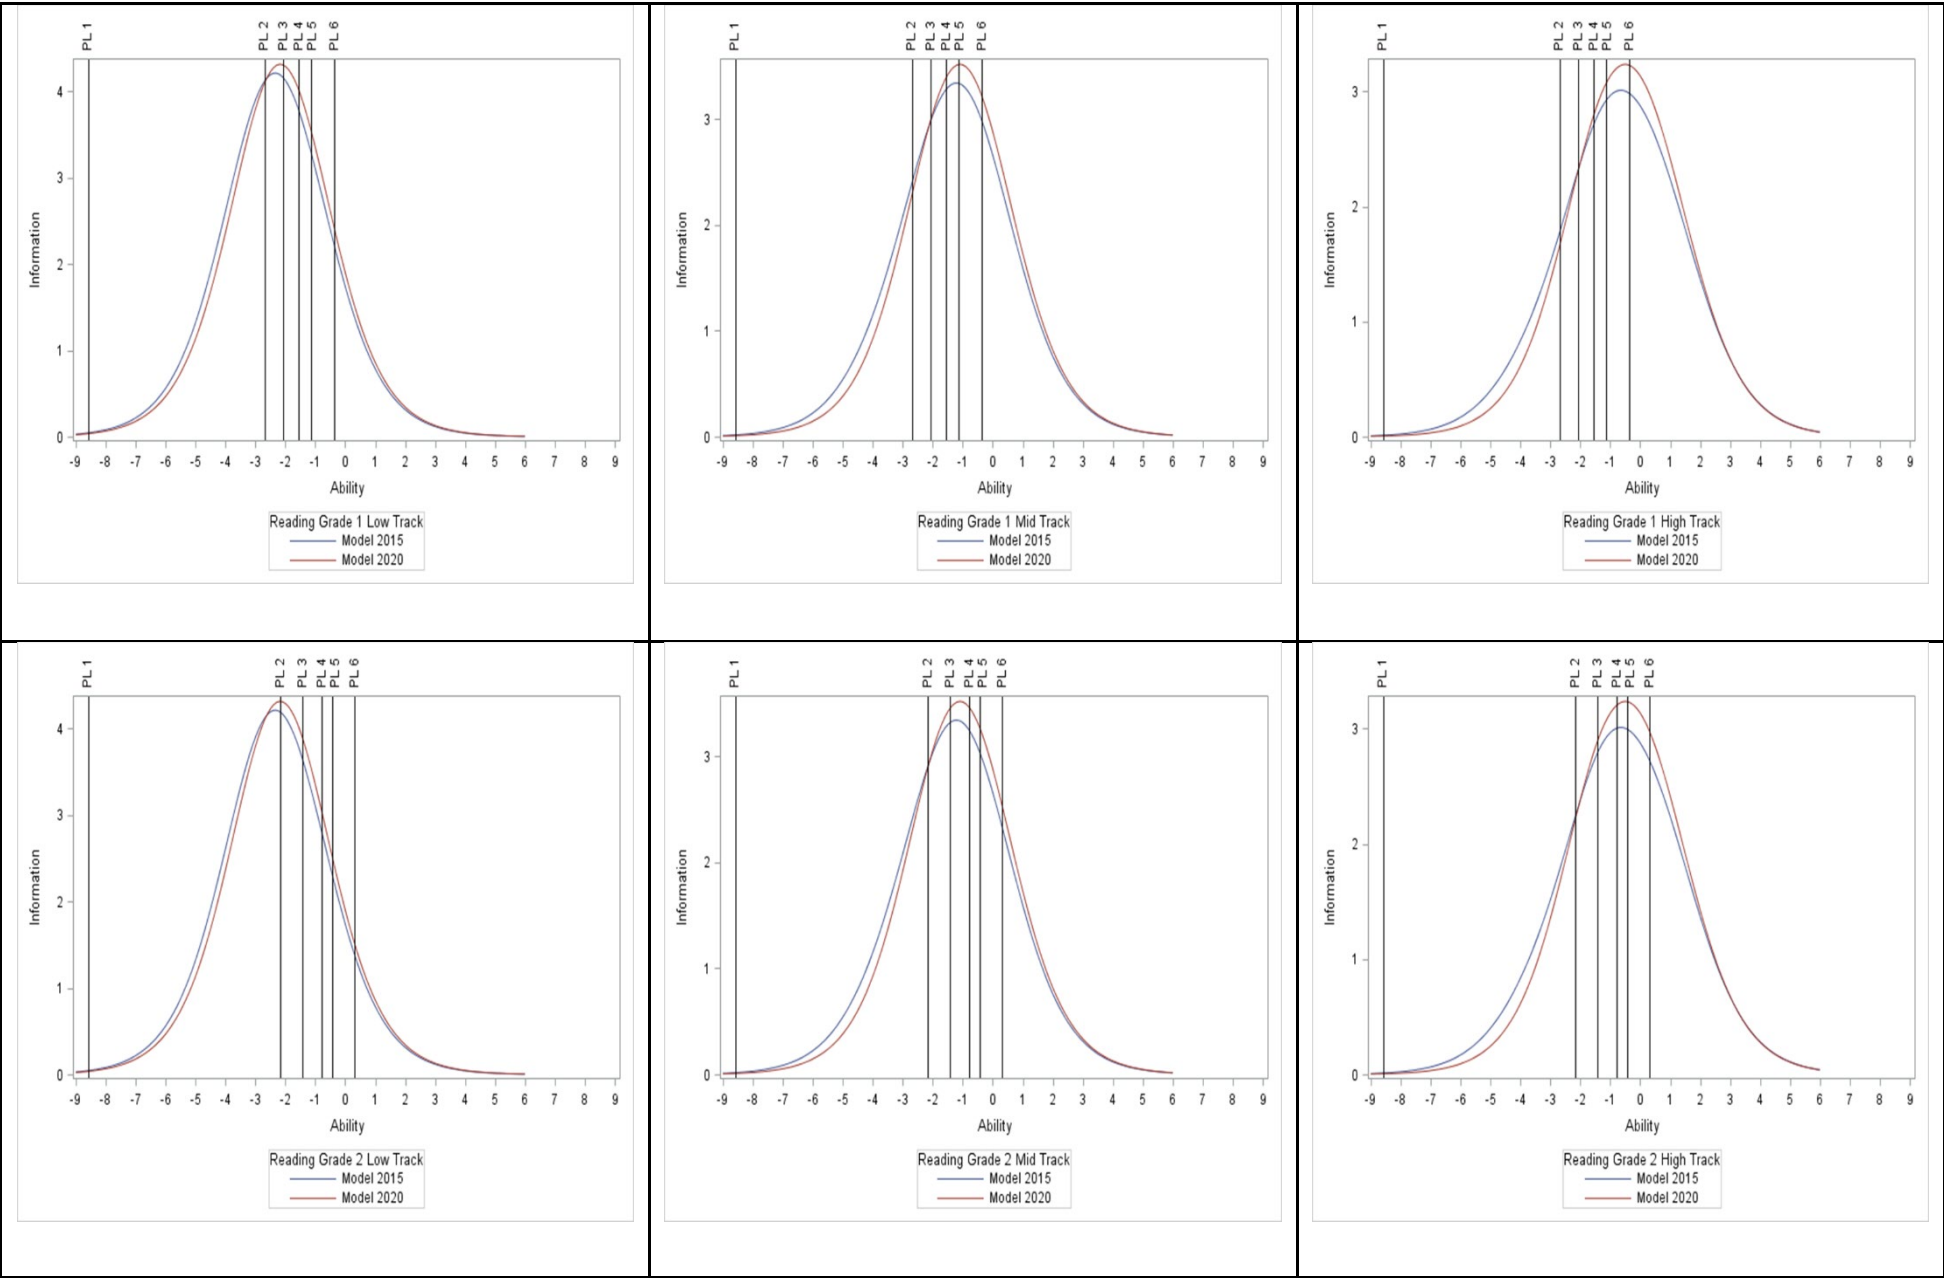 PL 1 PL 2 PL 3 PL 4 PL 5 PL 6
4
3
2
1
0
Information
-9 -8 -7 -6 -5 -4 -3 -2 -1 0 1 2 3 4 5 6 7 8 9
Ability
Reading Grade 1 Low Track
Model 2015
Model 2020
PL 1 PL 2 PL 3 PL 4 PL 5 PL 6
3
2
1
0
Information
-9 -8 -7 -6 -5 -4 -3 -2 -1 0 1 2 3 4 5 6 7 8 9
Ability
Reading Grade 1 Mid Track
Model 2015
Model 2020
PL 1 PL 2 PL 3 PL 4 PL 5 PL 6
3
2
1
0
Information
-9 -8 -7 -6 -5 -4 -3 -2 -1 0 1 2 3 4 5 6 7 8 9
Ability
Reading Grade 1 High Track
Model 2015
Model 2020
PL 1 PL 2 PL 3 PL 4 PL 5 PL 6
4
3
2
1
0
Information
-9 -8 -7 -6 -5 -4 -3 -2 -1 0 1 2 3 4 5 6 7 8 9
Ability
Reading Grade 2 Low Track
Model 2015
Model 2020
PL 1 PL 2 PL 3 PL 4 PL 5 PL 6
3
2
1
0
Information
-9 -8 -7 -6 -5 -4 -3 -2 -1 0 1 2 3 4 5 6 7 8 9
Ability
Reading Grade 2 Mid Track
Model 2015
Model 2020
PL 1 PL 2 PL 3 PL 4 PL 5 PL 6
3
2
1
0
Information
-9 -8 -7 -6 -5 -4 -3 -2 -1 0 1 2 3 4 5 6 7 8 9
Ability
Reading Grade 2 High Track
Model 2015
Model 2020